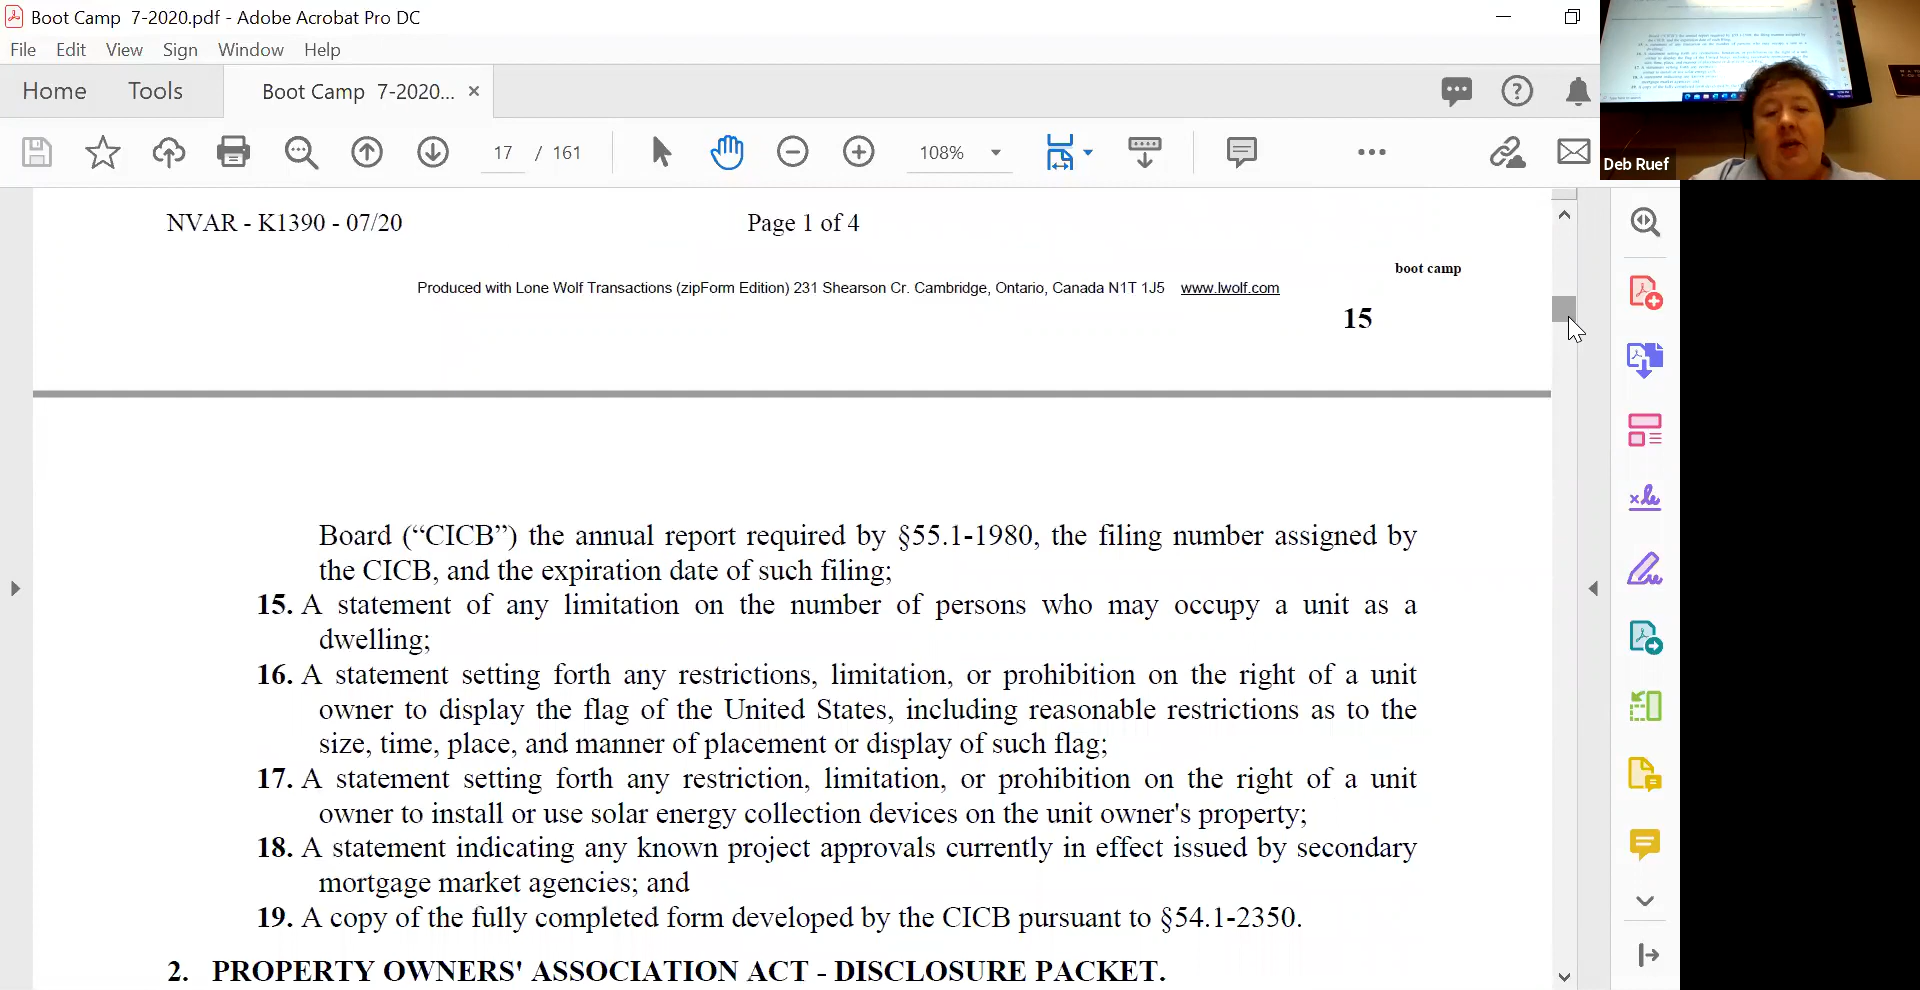 Boot Camp 7-2020.pdf - Adobe Acrobat Pro DC
File Edit View Sign Window Help
Home Tools Boot Camp 7-2020... ×
17 / 161 108%
Deb Ruef
NVAR - K1390 - 07/20 Page 1 of 4
boot camp
Produced with Lone Wolf Transactions (zipForm Edition) 231 Shearson Cr. Cambridge, Ontario, Canada N1T 1J5 www.lwolf.com
15
Board (“CICB”) the annual report required by §55.1-1980, the filing number assigned by
the CICB, and the expiration date of such filing;
15. A statement of any limitation on the number of persons who may occupy a unit as a
dwelling;
16. A statement setting forth any restrictions, limitation, or prohibition on the right of a unit
owner to display the flag of the United States, including reasonable restrictions as to the
size, time, place, and manner of placement or display of such flag;
17. A statement setting forth any restriction, limitation, or prohibition on the right of a unit
owner to install or use solar energy collection devices on the unit owner's property;
18. A statement indicating any known project approvals currently in effect issued by secondary
mortgage market agencies; and
19. A copy of the fully completed form developed by the CICB pursuant to §54.1-2350.
2. PROPERTY OWNERS' ASSOCIATION ACT - DISCLOSURE PACKET.